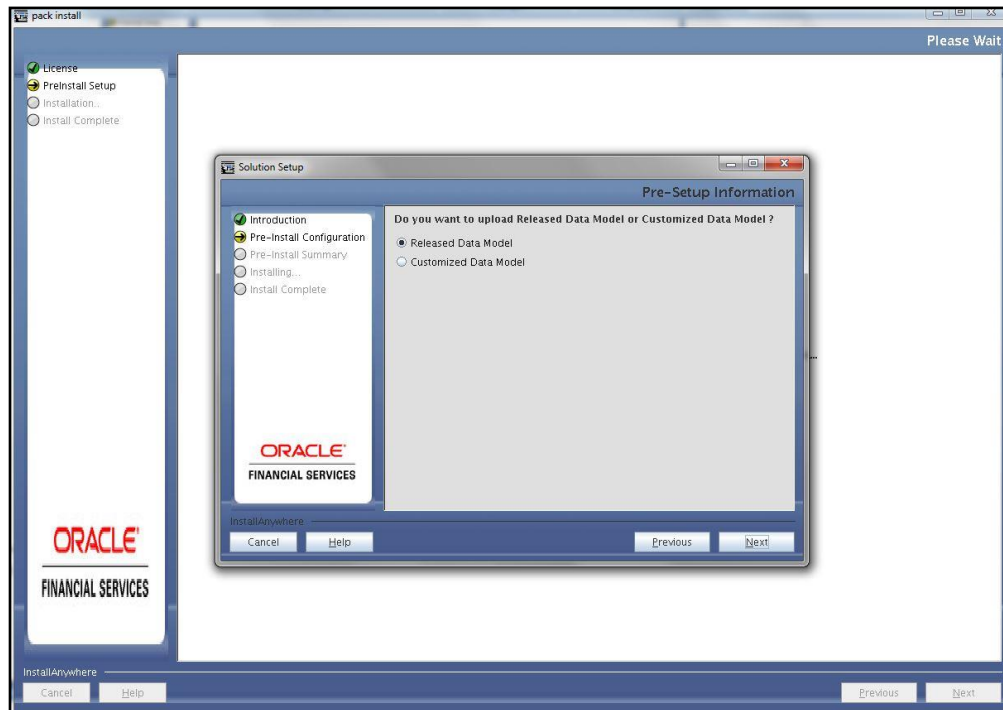 pack install
Please Wait
License
PreInstall Setup
Installation..
Install Complete
Solution Setup
Pre-Setup Information
Introduction
Pre-Install Configuration
Pre-Install Summary
Installing...
Install Complete
Do you want to upload Released Data Model or Customized Data Model ?
Released Data Model
Customized Data Model
...
ORACLE
FINANCIAL SERVICES
InstallAnywhere
Cancel Help Previous Next
ORACLE
FINANCIAL SERVICES
InstallAnywhere
Cancel Help Previous Next